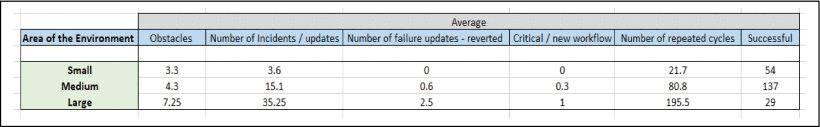 Average
Area of the Environment Obstacles Number of Incidents / updates Number of failure updates - reverted Critical / new workflow Number of repeated cycles Successful
Small 3.3 3.6 0 0 21.7 54
Medium 4.3 15.1 0.6 0.3 80.8 137
Large 7.25 35.25 2.5 1 195.5 29